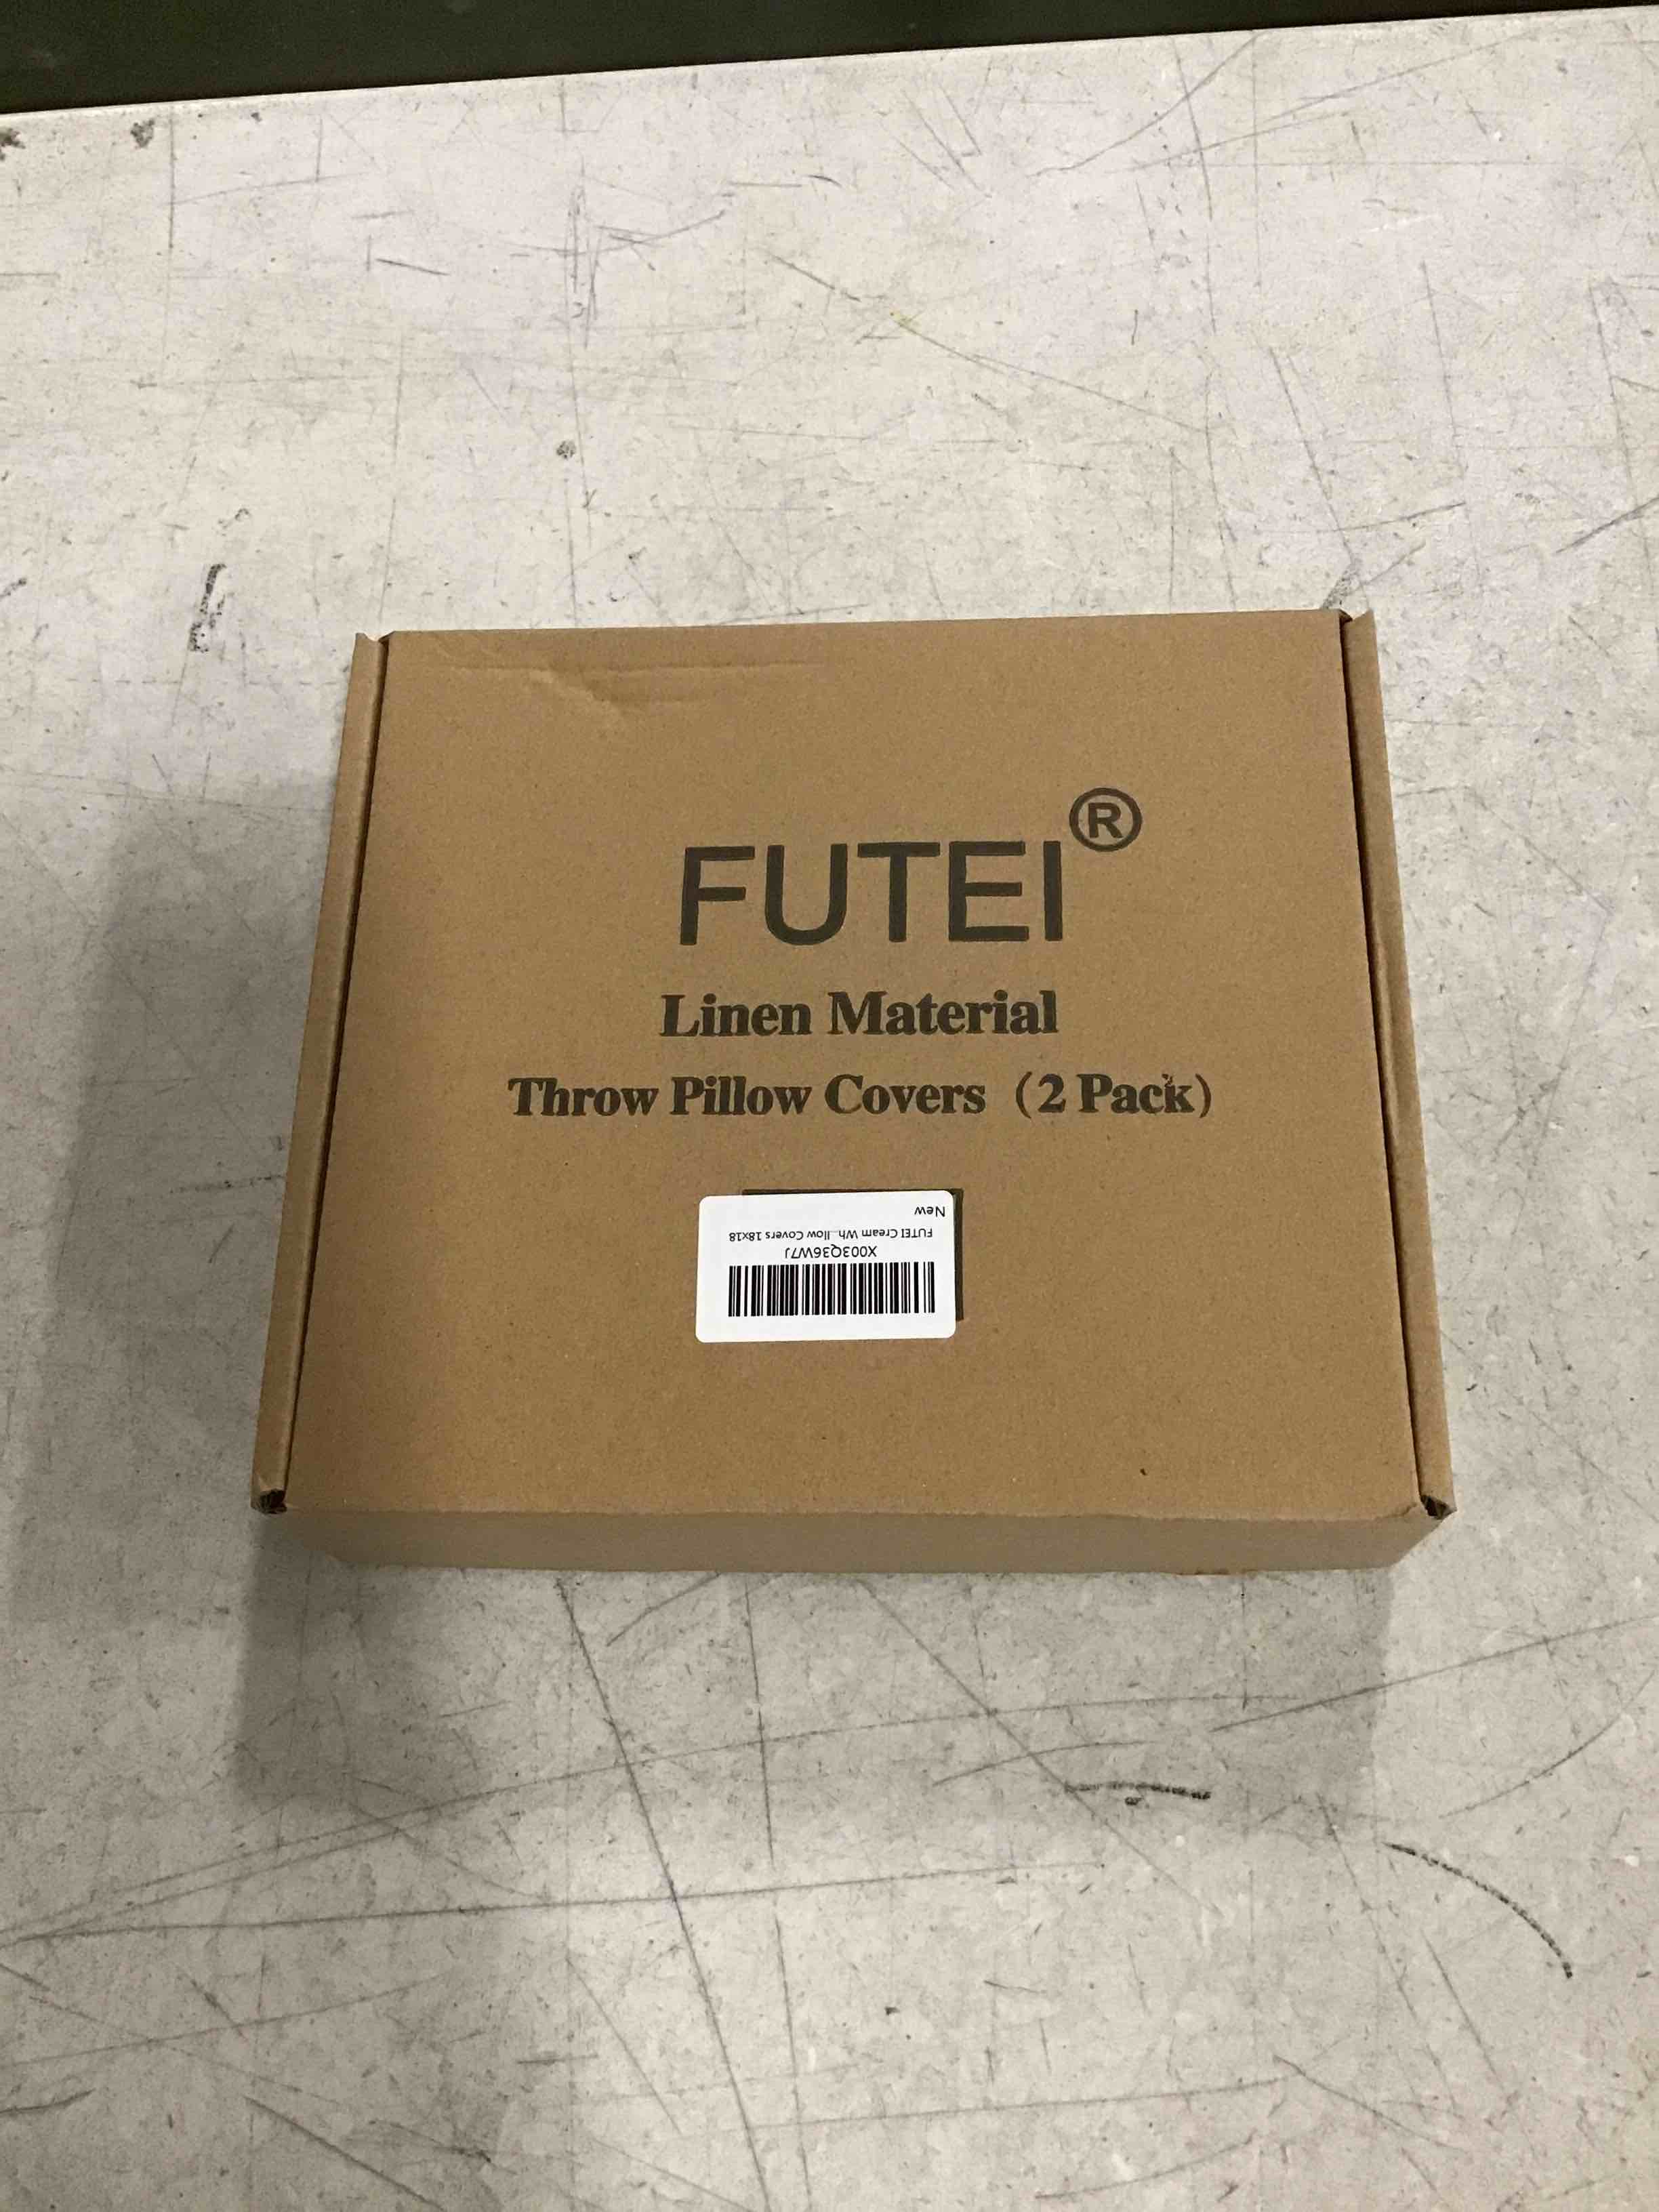 FUTEI®
Linen Material
Throw Pillow Covers (2 Pack)
X003Q36W7J
FUTEI Cream Wh...llow Covers 18x18
New